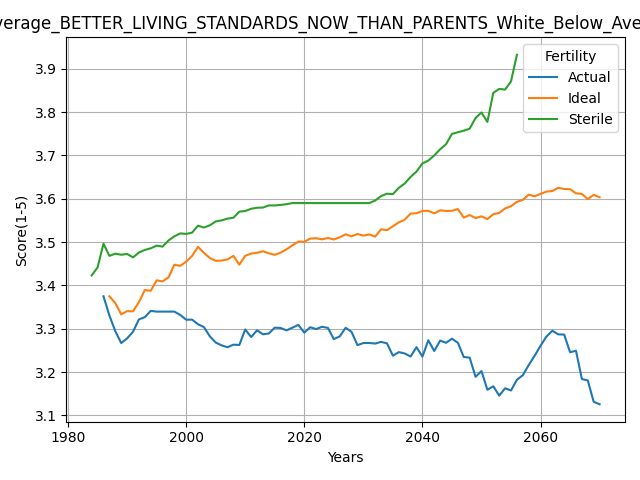 verage_BETTER_LIVING_STANDARDS_NOW_THAN_PARENTS_White_Below_Ave
Fertility
Actual
Ideal
Sterile
Score(1-5)
3.9
3.8
3.7
3.6
3.5
3.4
3.3
3.2
3.1
1980 2000 2020 2040 2060
Years